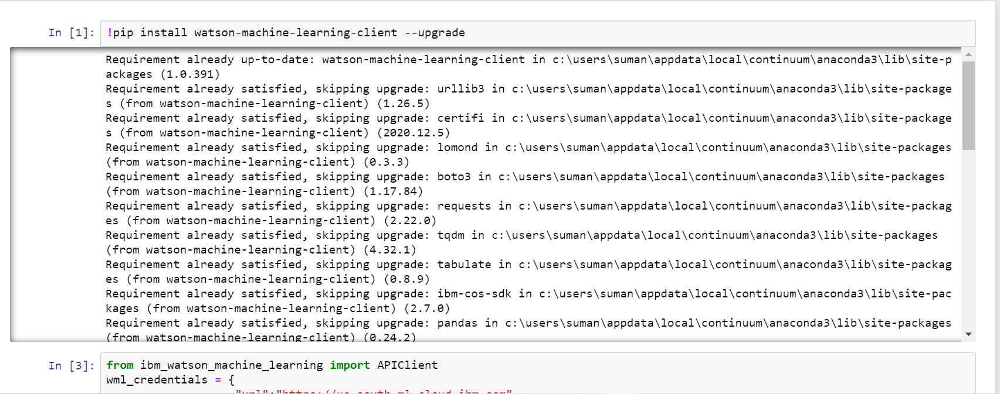 In [1]: !pip install watson-machine-learning-client --upgrade
Requirement already up-to-date: watson-machine-learning-client in c:\users\suman\appdata\local\continuum\anaconda3\lib\site-p
ackages (1.0.391)
Requirement already satisfied, skipping upgrade: urllib3 in c:\users\suman\appdata\local\continuum\anaconda3\lib\site-package
s (from watson-machine-learning-client) (1.26.5)
Requirement already satisfied, skipping upgrade: certifi in c:\users\suman\appdata\local\continuum\anaconda3\lib\site-package
s (from watson-machine-learning-client) (2020.12.5)
Requirement already satisfied, skipping upgrade: lomond in c:\users\suman\appdata\local\continuum\anaconda3\lib\site-packages
(from watson-machine-learning-client) (0.3.3)
Requirement already satisfied, skipping upgrade: boto3 in c:\users\suman\appdata\local\continuum\anaconda3\lib\site-packages
(from watson-machine-learning-client) (1.17.84)
Requirement already satisfied, skipping upgrade: requests in c:\users\suman\appdata\local\continuum\anaconda3\lib\site-packag
es (from watson-machine-learning-client) (2.22.0)
Requirement already satisfied, skipping upgrade: tqdm in c:\users\suman\appdata\local\continuum\anaconda3\lib\site-packages
(from watson-machine-learning-client) (4.32.1)
Requirement already satisfied, skipping upgrade: tabulate in c:\users\suman\appdata\local\continuum\anaconda3\lib\site-packag
es (from watson-machine-learning-client) (0.8.9)
Requirement already satisfied, skipping upgrade: ibm-cos-sdk in c:\users\suman\appdata\local\continuum\anaconda3\lib\site-pac
kages (from watson-machine-learning-client) (2.7.0)
Requirement already satisfied, skipping upgrade: pandas in c:\users\suman\appdata\local\continuum\anaconda3\lib\site-packages
(from watson-machine-learning-client) (0.24.2)
In [3]: from ibm_watson_machine_learning import APIClient
wml_credentials = {
"url":"https://us-south.ml.cloud.ibm.com"